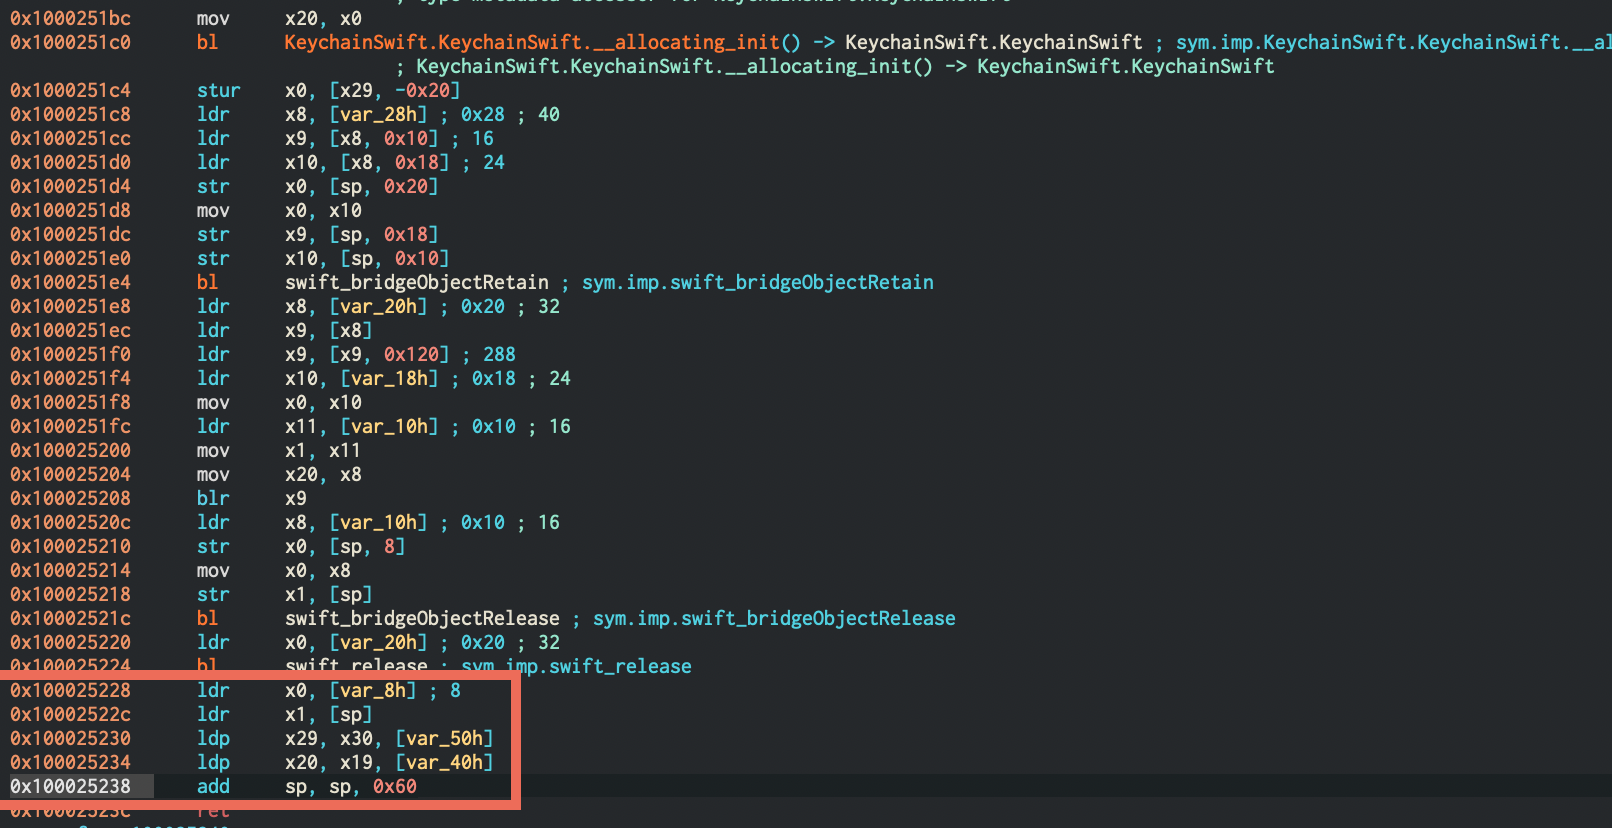 ; type metadata accessor for KeychainSwift.KeychainSwift
0x1000251bc mov x20, x0
0x1000251c0 bl KeychainSwift.KeychainSwift.__allocating_init() -> KeychainSwift.KeychainSwift ; sym.imp.KeychainSwift.KeychainSwift.__al
; KeychainSwift.KeychainSwift.__allocating_init() -> KeychainSwift.KeychainSwift
0x1000251c4 stur x0, [x29, -0x20]
0x1000251c8 ldr x8, [var_28h] ; 0x28 ; 40
0x1000251cc ldr x9, [x8, 0x10] ; 16
0x1000251d0 ldr x10, [x8, 0x18] ; 24
0x1000251d4 str x0, [sp, 0x20]
0x1000251d8 mov x0, x10
0x1000251dc str x9, [sp, 0x18]
0x1000251e0 str x10, [sp, 0x10]
0x1000251e4 bl swift_bridgeObjectRetain ; sym.imp.swift_bridgeObjectRetain
0x1000251e8 ldr x8, [var_20h] ; 0x20 ; 32
0x1000251ec ldr x9, [x8]
0x1000251f0 ldr x9, [x9, 0x120] ; 288
0x1000251f4 ldr x10, [var_18h] ; 0x18 ; 24
0x1000251f8 mov x0, x10
0x1000251fc ldr x11, [var_10h] ; 0x10 ; 16
0x100025200 mov x1, x11
0x100025204 mov x20, x8
0x100025208 blr x9
0x10002520c ldr x8, [var_10h] ; 0x10 ; 16
0x100025210 str x0, [sp, 8]
0x100025214 mov x0, x8
0x100025218 str x1, [sp]
0x10002521c bl swift_bridgeObjectRelease ; sym.imp.swift_bridgeObjectRelease
0x100025220 ldr x0, [var_20h] ; 0x20 ; 32
0x100025224 bl swift_release ; sym.imp.swift_release
0x100025228 ldr x0, [var_8h] ; 8
0x10002522c ldr x1, [sp]
0x100025230 ldp x29, x30, [var_50h]
0x100025234 ldp x20, x19, [var_40h]
0x100025238 add sp, sp, 0x60
0x10002523c ret